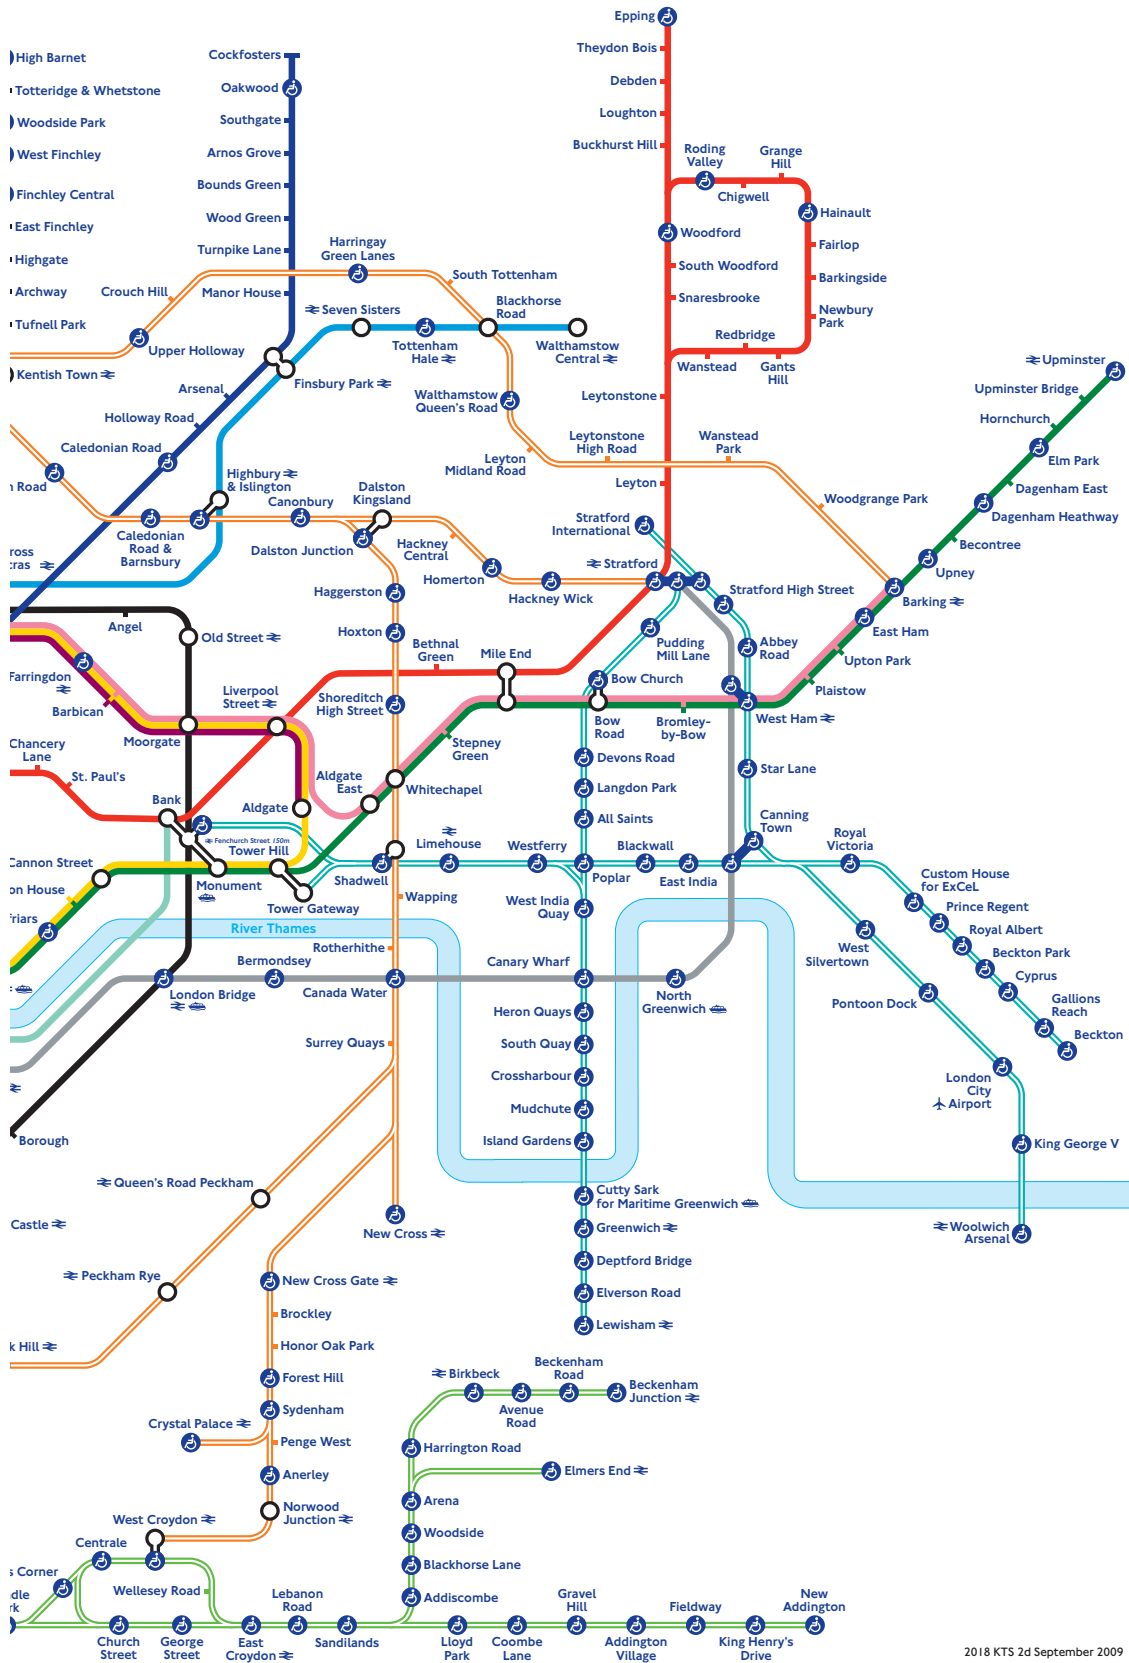 Epping
Theydon Bois
Debden
Loughton
Buckhurst Hill
High Barnet
Totteridge & Whetstone
Woodside Park
West Finchley
Finchley Central
East Finchley
Highgate
Archway
Tufnell Park
Kentish Town
Cockfosters
Oakwood
Southgate
Arnos Grove
Bounds Green
Wood Green
Turnpike Lane
Manor House
Harringay
Green Lanes
Crouch Hill
Upper Holloway
South Tottenham
Seven Sisters
Blackhorse
Road
Tottenham
Hale
Walthamstow
Central
Finsbury Park
Arsenal
Holloway Road
Caledonian Road
Walthamstow
Queen's Road
Leyton
Midland Road
Leytonstone
High Road
Wanstead
Park
Woodgrange Park
Roding
Valley
Grange
Hill
Chigwell
Hainault
Woodford
Fairlop
South Woodford
Barkingside
Snaresbrooke
Newbury
Park
Redbridge
Wanstead
Gants
Hill
Leytonstone
Leyton
Upminster
Upminster Bridge
Hornchurch
Elm Park
Dagenham East
Dagenham Heathway
Becontree
Upney
Barking
East Ham
Upton Park
Plaistow
West Ham
n Road
Highbury
& Islington
Canonbury
Dalston
Kingsland
Caledonian
Road &
Barnsbury
Dalston Junction
Hackney
Central
Homerton
Hackney Wick
Stratford
International
Stratford
Stratford High Street
Abbey
Road
Pudding
Mill Lane
Bow Church
Bow
Road
Bromley-
by-Bow
ross
cras
Angel
Old Street
Haggerston
Hoxton
Shoreditch
High Street
Bethnal
Green
Mile End
Stepney
Green
Whitechapel
Farringdon
Barbican
Moorgate
Liverpool
Street
Aldgate
East
Aldgate
Chancery
Lane
St. Paul's
Bank
Fenchurch Street 150m
Tower Hill
Cannon Street
Monument
Tower Gateway
on House
friars
Shadwell
Limehouse
Westferry
Devons Road
Langdon Park
All Saints
Poplar
Blackwall
East India
Star Lane
Canning
Town
Royal
Victoria
Custom House
for ExCeL
Prince Regent
Royal Albert
Beckton Park
Cyprus
Gallions
Reach
Beckton
West
Silvertown
Pontoon Dock
London
City
Airport
King George V
Woolwich
Arsenal
West India
Quay
Wapping
River Thames
Rotherhithe
Bermondsey
London Bridge
Canada Water
Canary Wharf
North
Greenwich
Heron Quays
South Quay
Crossharbour
Mudchute
Island Gardens
Cutty Sark
for Maritime Greenwich
Greenwich
Deptford Bridge
Elverson Road
Lewisham
Surrey Quays
Borough
Queen's Road Peckham
Castle
Peckham Rye
k Hill
New Cross
New Cross Gate
Brockley
Honor Oak Park
Forest Hill
Sydenham
Crystal Palace
Penge West
Anerley
Norwood
Junction
West Croydon
Birkbeck
Beckenham
Road
Beckenham
Junction
Avenue
Road
Harrington Road
Elmers End
Arena
Woodside
Blackhorse Lane
Addiscombe
Centrale
s Corner
dle
rk
Wellesey Road
Church
Street
George
Street
East
Croydon
Lebanon
Road
Sandilands
Lloyd
Park
Coombe
Lane
Gravel
Hill
Addington
Village
Fieldway
King Henry's
Drive
New
Addington
2018 KTS 2d September 2009